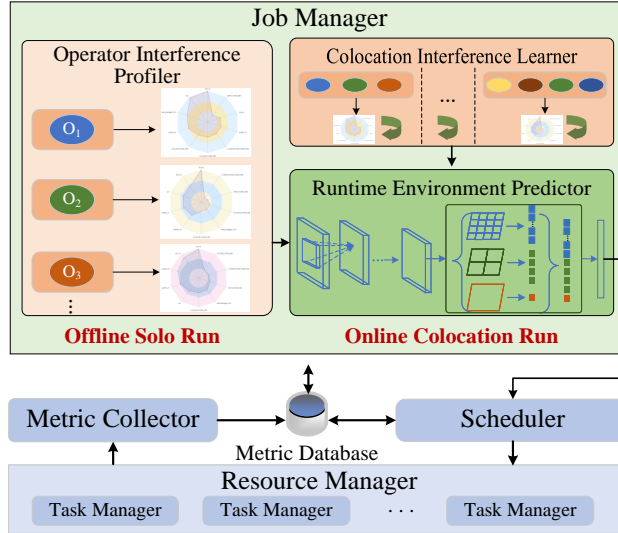 Job Manager
Operator Interference
Profiler
O1
O2
O3
⋮
Offline Solo Run
Colocation Interference Learner
...
Runtime Environment Predictor
Online Colocation Run
Metric Collector
Metric Database
Scheduler
Resource Manager
Task Manager
Task Manager
· · ·
Task Manager